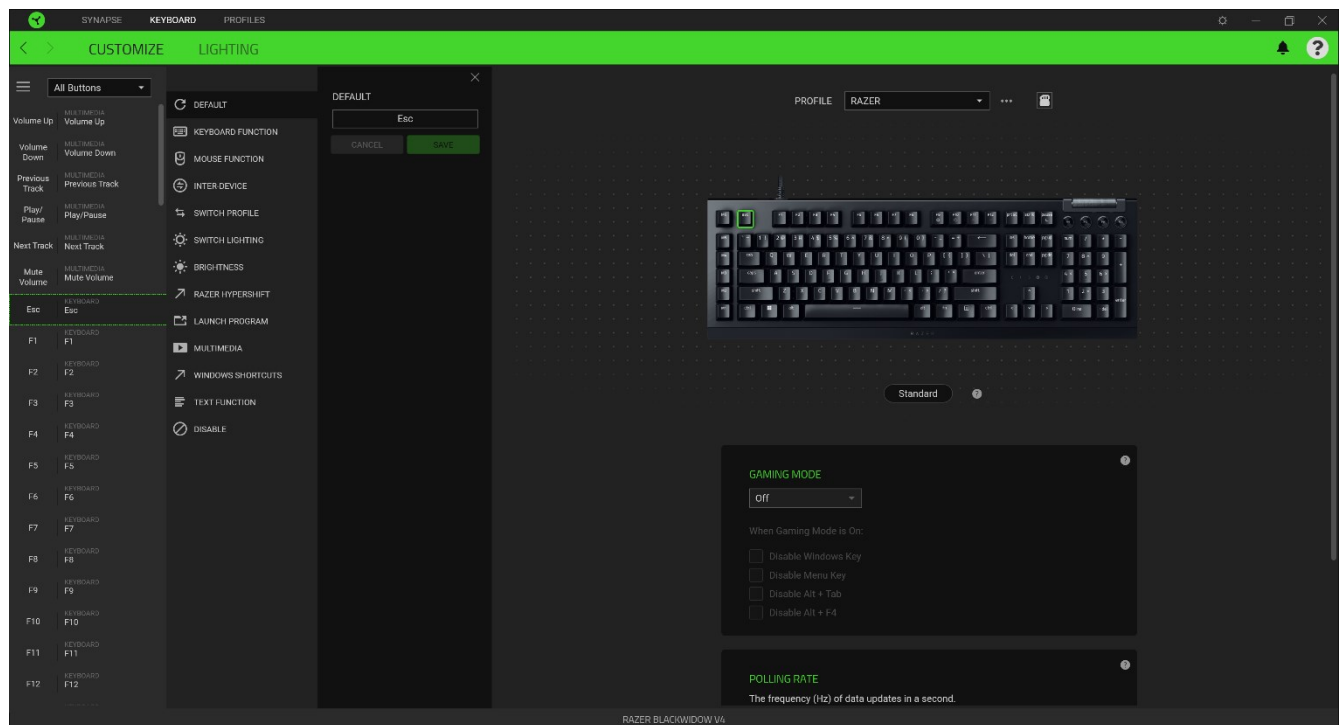 SYNAPSE KEYBOARD PROFILES
CUSTOMIZE LIGHTING
All Buttons
Volume Up MULTIMEDIA Volume Up
Volume Down MULTIMEDIA Volume Down
Previous Track MULTIMEDIA Previous Track
Play/Pause MULTIMEDIA Play/Pause
Next Track MULTIMEDIA Next Track
Mute Volume MULTIMEDIA Mute Volume
Esc KEYBOARD Esc
F1 KEYBOARD F1
F2 KEYBOARD F2
F3 KEYBOARD F3
F4 KEYBOARD F4
F5 KEYBOARD F5
F6 KEYBOARD F6
F7 KEYBOARD F7
F8 KEYBOARD F8
F9 KEYBOARD F9
F10 KEYBOARD F10
F11 KEYBOARD F11
F12 KEYBOARD F12
DEFAULT
KEYBOARD FUNCTION
MOUSE FUNCTION
INTER-DEVICE
SWITCH PROFILE
SWITCH LIGHTING
BRIGHTNESS
RAZER HYPERSHIFT
LAUNCH PROGRAM
MULTIMEDIA
WINDOWS SHORTCUTS
TEXT FUNCTION
DISABLE
DEFAULT
Esc
CANCEL SAVE
PROFILE RAZER
Standard
GAMING MODE
Off
When Gaming Mode is On:
Disable Windows Key
Disable Menu Key
Disable Alt + Tab
Disable Alt + F4
POLLING RATE
The frequency (Hz) of data updates in a second.
RAZER BLACKWIDOW V4